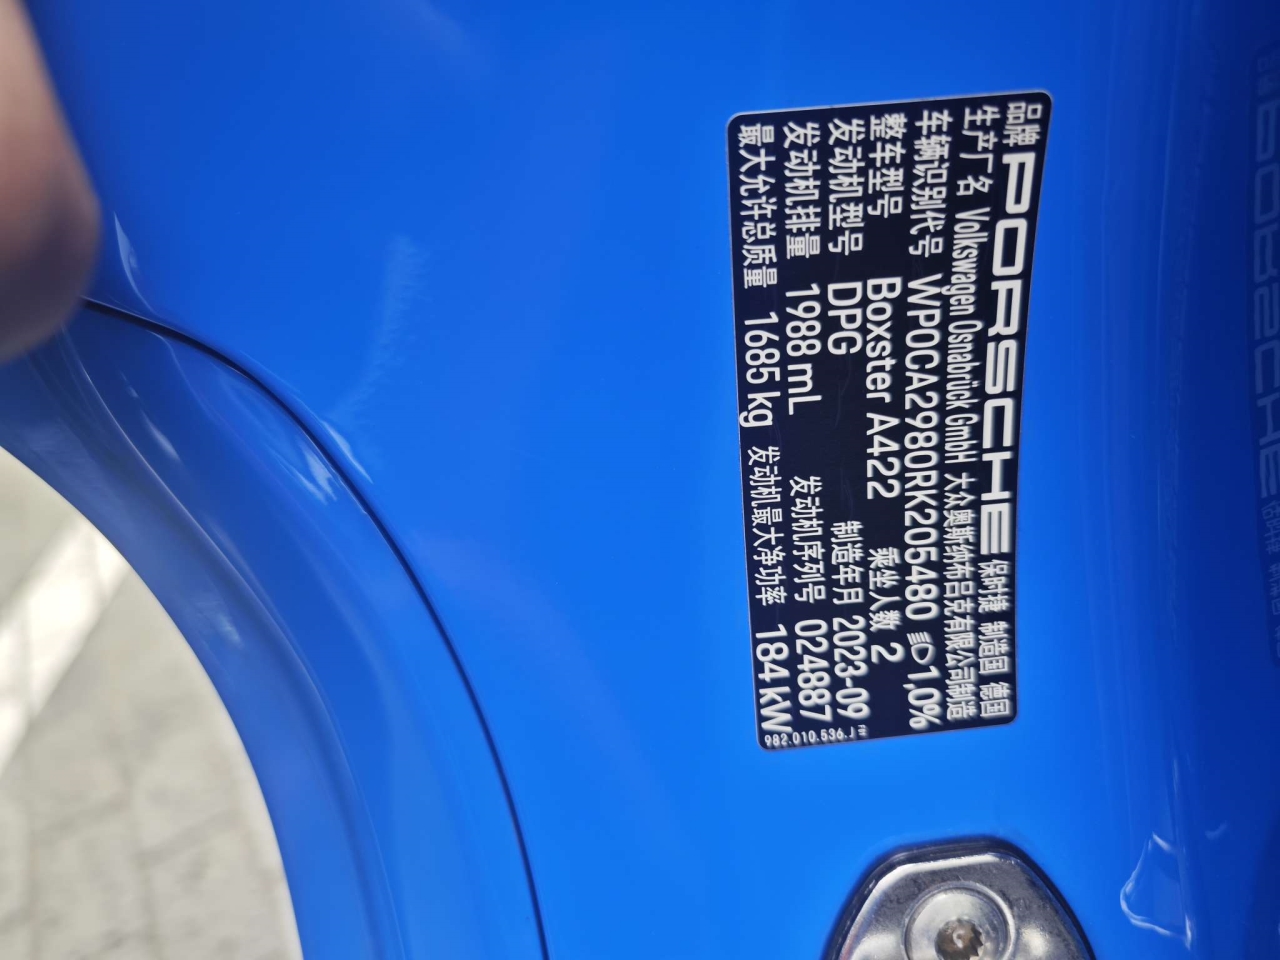 品牌 PORSCHE 保时捷 制造国 德国
生产厂名 Volkswagen Osnabrück GmbH 大众奥斯纳布吕克有限公司制造
车辆识别代号 WP0CA2980RK205480 1,0%
整车型号 Boxster A422 乘坐人数 2
发动机型号 DPG 制造年月 2023-09
发动机排量 1988 mL 发动机序列号 024887
最大允许总质量 1685 kg 发动机最大净功率 184 kW
982.010.536.J